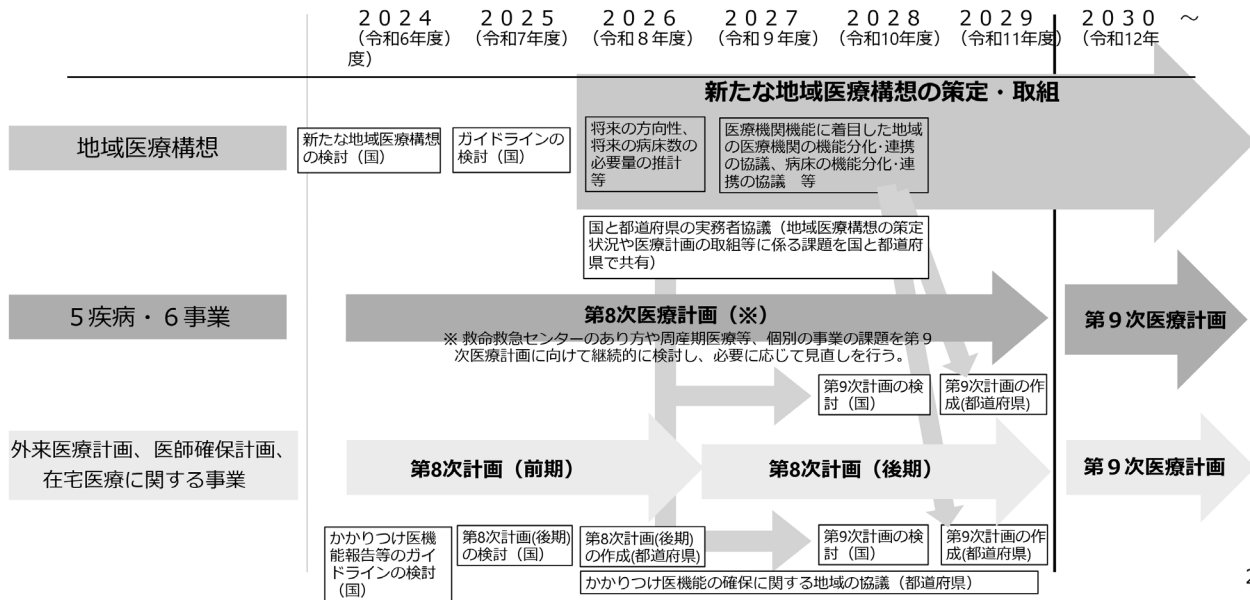 ２０２４
２０２５
２０２６
２０２７
２０２８
２０２９
２０３０　～
（令和6年度）
（令和7年度）
（令和８年度）
（令和９年度）
（令和10年度）
（令和11年度）
（令和12年
度）
新たな地域医療構想の策定・取組
地域医療構想
新たな地域医療構想
の検討（国）
ガイドラインの
検討（国）
将来の方向性、
将来の病床数の
必要量の推計
等
医療機関機能に着目した地域
の医療機関の機能分化･連携
の協議、病床の機能分化･連
携の協議　等
国と都道府県の実務者協議（地域医療構想の策定
状況や医療計画の取組等に係る課題を国と都道府
県で共有）
５疾病・６事業
第8次医療計画（※）
※ 救命救急センターのあり方や周産期医療等、個別の事業の課題を第９
次医療計画に向けて継続的に検討し、必要に応じて見直しを行う。
第９次医療計画
第9次計画の検
討（国）
第9次計画の作
成(都道府県）
外来医療計画、医師確保計画、
在宅医療に関する事業
第8次計画（前期）
第8次計画（後期）
第９次医療計画
かかりつけ医機
能報告等のガイ
ドラインの検討
（国）
第8次計画(後期)
の検討（国）
第8次計画(後期)
の作成(都道府県)
第9次計画の検
討（国）
第9次計画の作
成(都道府県）
かかりつけ医機能の確保に関する地域の協議（都道府県）
2